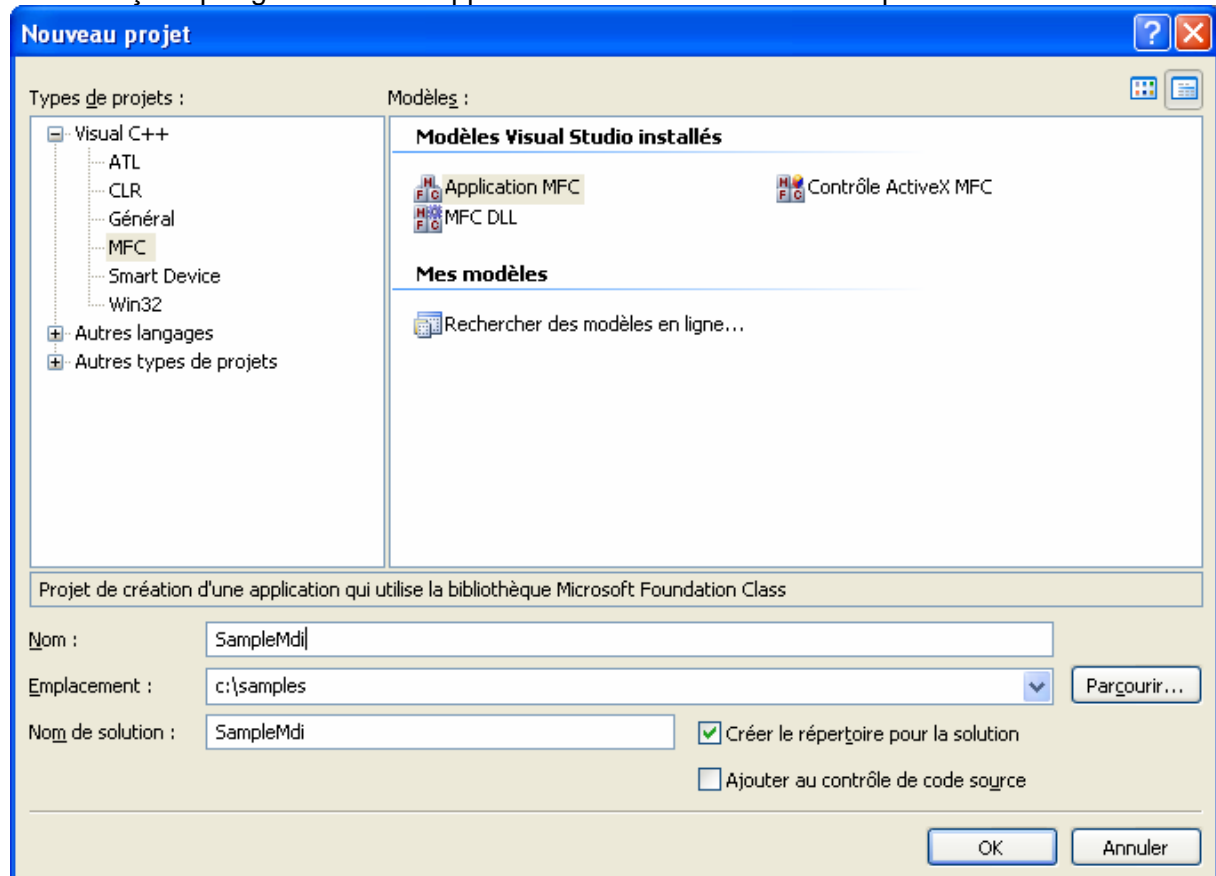 Nouveau projet
Types de projets :
Modèles :
Visual C++
ATL
CLR
Général
MFC
Smart Device
Win32
Autres langages
Autres types de projets
Modèles Visual Studio installés
Application MFC
Contrôle ActiveX MFC
MFC DLL
Mes modèles
Rechercher des modèles en ligne...
Projet de création d'une application qui utilise la bibliothèque Microsoft Foundation Class
Nom :
SampleMdi
Emplacement :
c:\samples
Parcourir...
Nom de solution :
SampleMdi
Créer le répertoire pour la solution
Ajouter au contrôle de code source
OK
Annuler